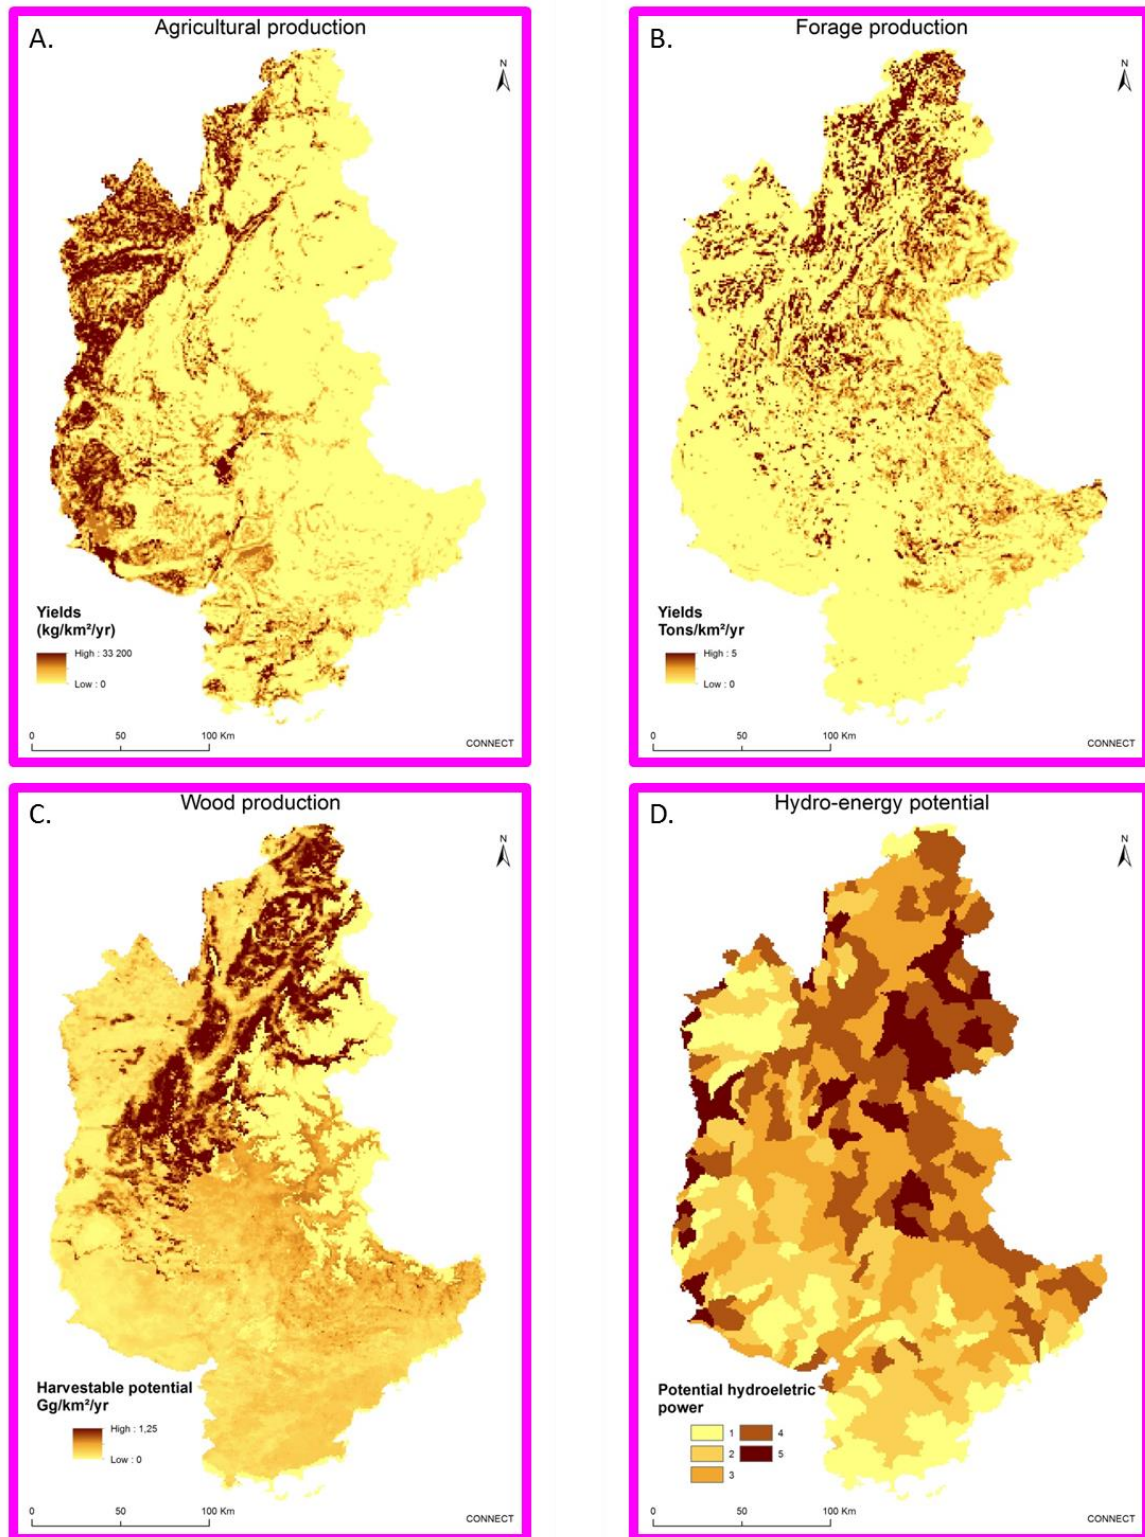 A.
Agricultural production
N
Yields
(kg/km²/yr)
High : 33 200
Low : 0
0 50 100 Km
CONNECT
B.
Forage production
N
Yields
Tons/km²/yr
High : 5
Low : 0
0 50 100 Km
CONNECT
C.
Wood production
N
Harvestable potential
Gg/km²/yr
High : 1,25
Low : 0
0 50 100 Km
CONNECT
D.
Hydro-energy potential
N
Potential hydroeletric
power
1 4
2 5
3
0 50 100 Km
CONNECT